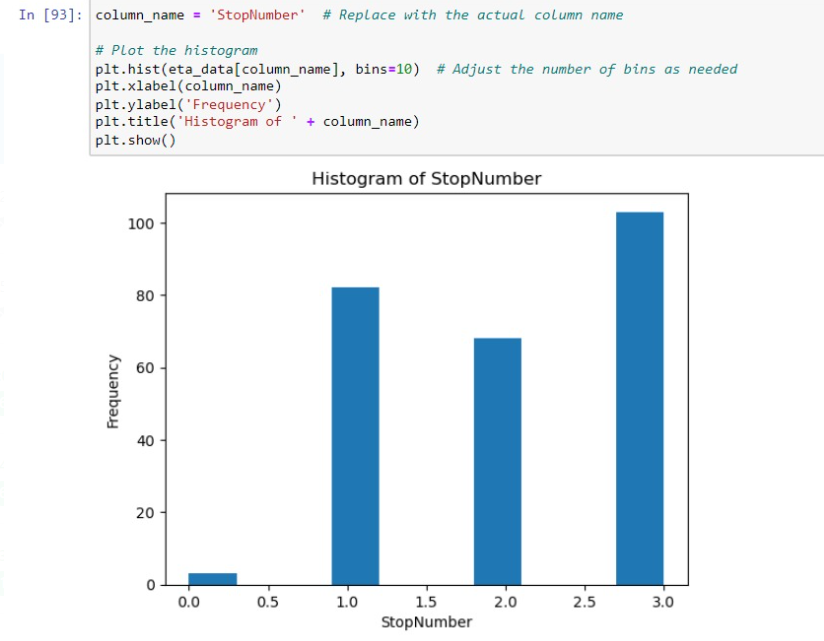 In [93]: column_name = 'StopNumber'  # Replace with the actual column name
# Plot the histogram
plt.hist(eta_data[column_name], bins=10)  # Adjust the number of bins as needed
plt.xlabel(column_name)
plt.ylabel('Frequency')
plt.title('Histogram of ' + column_name)
plt.show()
Histogram of StopNumber
100
80
60
40
20
0
Frequency
0.0 0.5 1.0 1.5 2.0 2.5 3.0
StopNumber